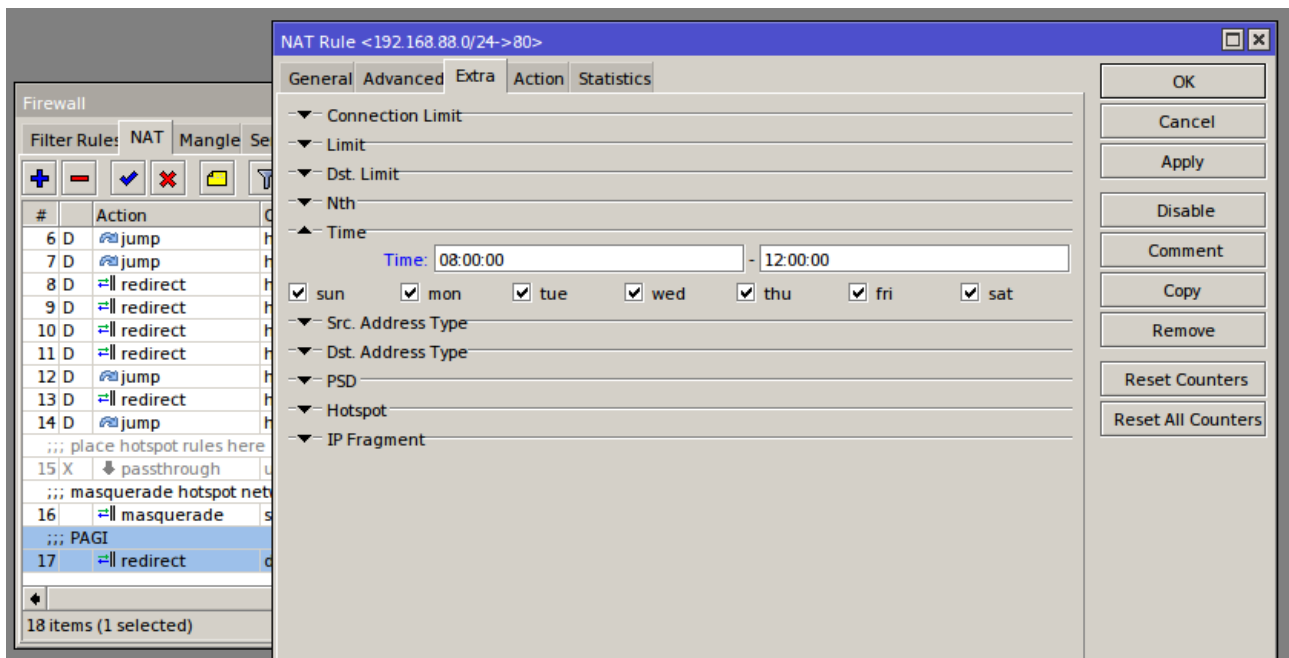 NAT Rule <192.168.88.0/24->80>
General Advanced Extra Action Statistics
Connection Limit
Limit
Dst. Limit
Nth
Time
Time: 08:00:00 - 12:00:00
sun mon tue wed thu fri sat
Src. Address Type
Dst. Address Type
PSD
Hotspot
IP Fragment
OK
Cancel
Apply
Disable
Comment
Copy
Remove
Reset Counters
Reset All Counters
Firewall
Filter Rules NAT Mangle Se
# Action C
6 D jump h
7 D jump h
8 D redirect h
9 D redirect h
10 D redirect h
11 D redirect h
12 D jump h
13 D redirect h
14 D jump h
;;; place hotspot rules here
15 X passthrough u
;;; masquerade hotspot netw
16 masquerade s
;;; PAGI
17 redirect d
18 items (1 selected)